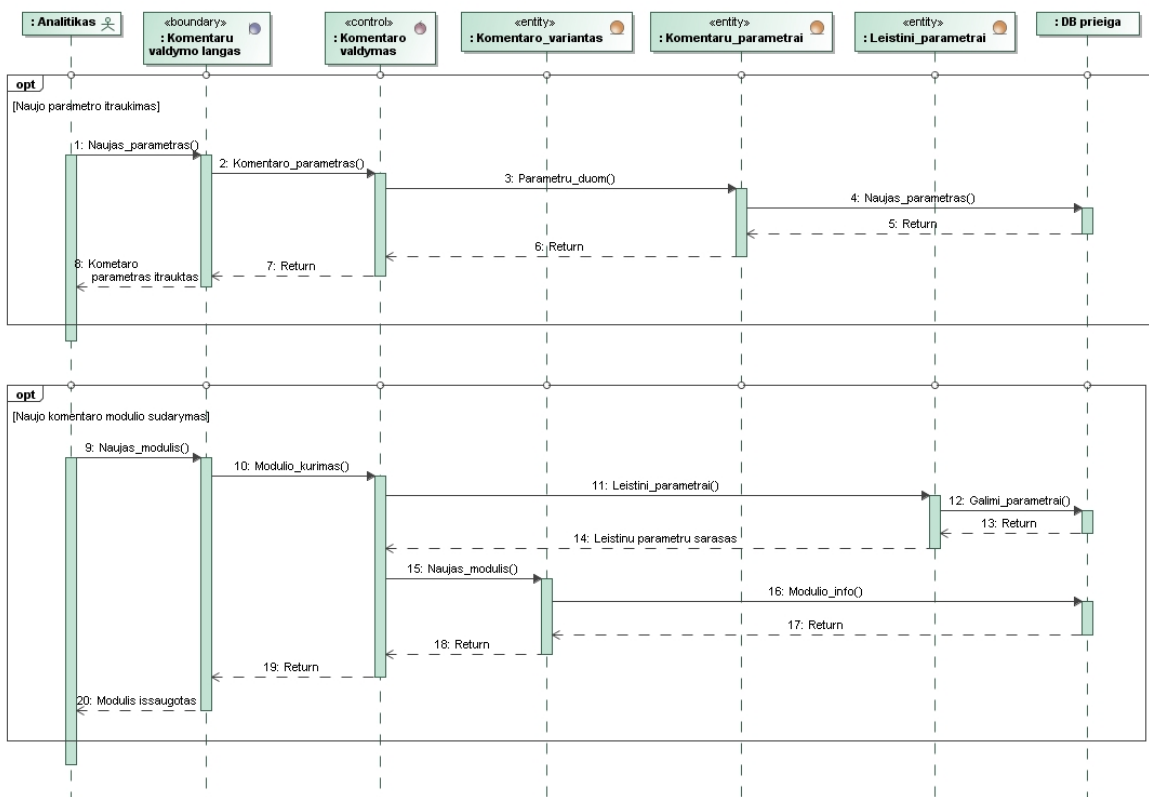 : Analitikas
«boundary»
: Komentaru
valdymo langas
«control»
: Komentaro
valdymas
«entity»
: Komentaro_variantas
«entity»
: Komentaru_parametrai
«entity»
: Leistini_parametrai
: DB prieiga
opt
[Naujo parametro itraukimas]
1: Naujas_parametras()
2: Komentaro_parametras()
3: Parametru_duom()
4: Naujas_parametras()
5: Return
6: Return
7: Return
8: Kometaro
parametras itrauktas
opt
[Naujo komentaro modulio sudarymas]
9: Naujas_modulis()
10: Modulio_kurimas()
11: Leistini_parametrai()
12: Galimi_parametrai()
13: Return
14: Leistinu parametru sarasas
15: Naujas_modulis()
16: Modulio_info()
17: Return
18: Return
19: Return
20: Modulis issaugotas